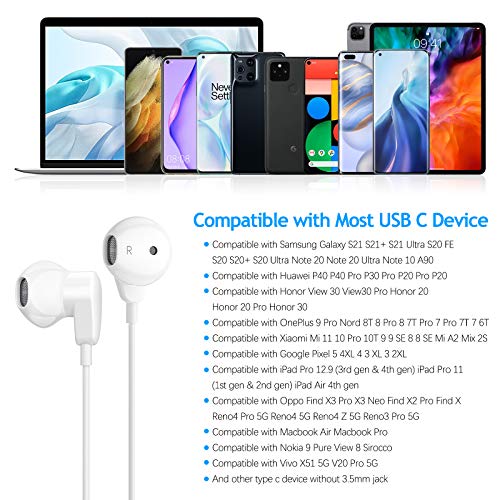 09:41
08:08
Never
Settle
G
R
Compatible with Most USB C Device
Compatible with Samsung Galaxy S21 S21+ S21 Ultra S20 FE
S20 S20+ S20 Ultra Note 20 Note 20 Ultra Note 10 A90
Compatible with Huawei P40 P40 Pro P30 Pro P20 Pro P20
Compatible with Honor View 30 View30 Pro Honor 20
Honor 20 Pro Honor 30
Compatible with OnePlus 9 Pro Nord 8T 8 Pro 8 7T Pro 7 Pro 7T 7 6T
Compatible with Xiaomi Mi 11 10 Pro 10T 9 9 SE 8 8 SE Mi A2 Mix 2S
Compatible with Google Pixel 5 4XL 4 3 XL 3 2XL
Compatible with iPad Pro 12.9 (3rd gen & 4th gen) iPad Pro 11
(1st gen & 2nd gen) iPad Air 4th gen
Compatible with Oppo Find X3 Pro X3 Neo Find X2 Pro Find X
Reno4 Pro 5G Reno4 5G Reno4 Z 5G Reno3 Pro 5G
Compatible with Macbook Air Macbook Pro
Compatible with Nokia 9 Pure View 8 Sirocco
Compatible with Vivo X51 5G V20 Pro 5G
And other type c device without 3.5mm jack